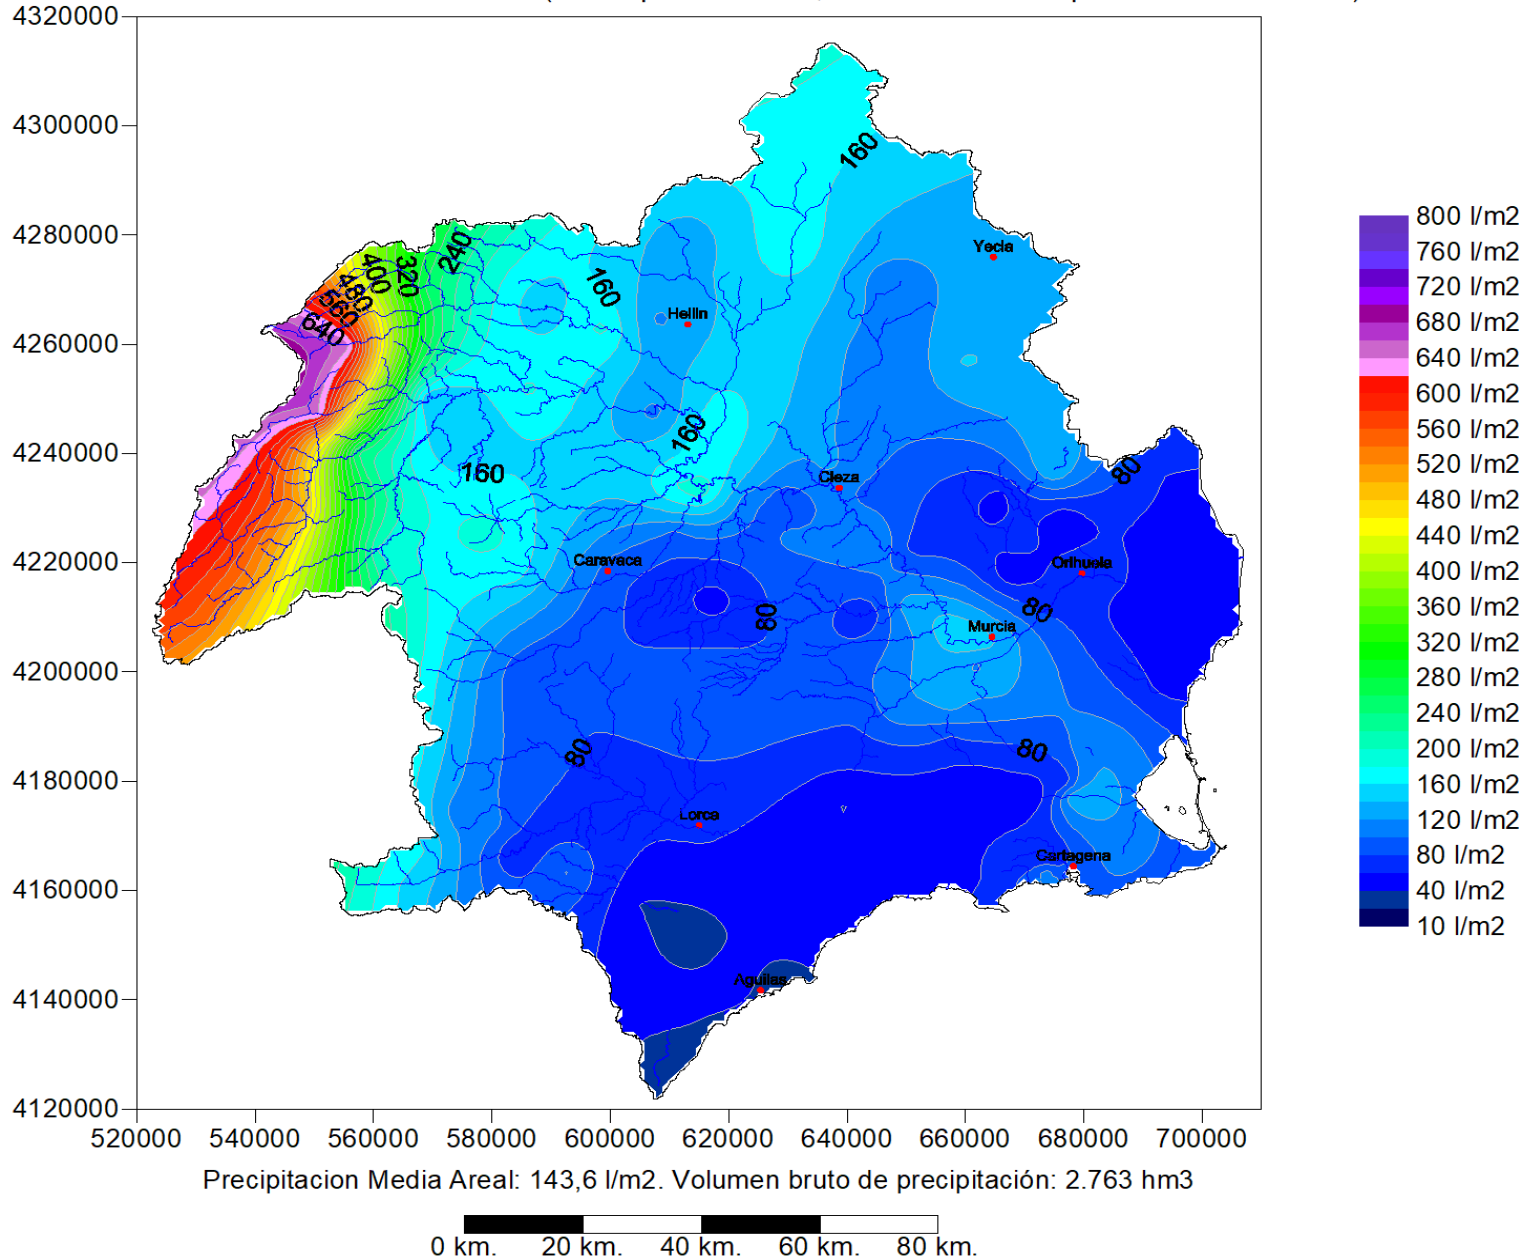 4320000
4300000
4280000
4260000
4240000
4220000
4200000
4180000
4160000
4140000
4120000
520000 540000 560000 580000 600000 620000 640000 660000 680000 700000
160
240
320
400
480
560
640
160
160
160
80
80
80
80
80
Yecla
Hellin
Cieza
Caravaca
Orihuela
Murcia
Lorca
Cartagena
Aguilas
800 l/m2
760 l/m2
720 l/m2
680 l/m2
640 l/m2
600 l/m2
560 l/m2
520 l/m2
480 l/m2
440 l/m2
400 l/m2
360 l/m2
320 l/m2
280 l/m2
240 l/m2
200 l/m2
160 l/m2
120 l/m2
80 l/m2
40 l/m2
10 l/m2
Precipitacion Media Areal: 143,6 l/m2. Volumen bruto de precipitación: 2.763 hm3
0 km. 20 km. 40 km. 60 km. 80 km.